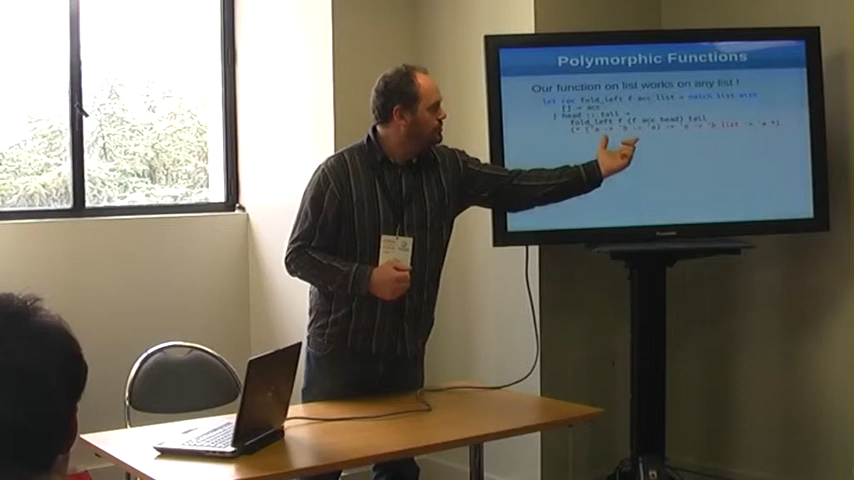 Polymorphic Functions
Our function on list works on any list !
let rec fold_left f acc list = match list with
[] -> acc
| head :: tail ->
fold_left f (f acc head) tail
(* ('a -> 'b -> 'a) -> 'a -> 'b list -> 'a *)
Panasonic